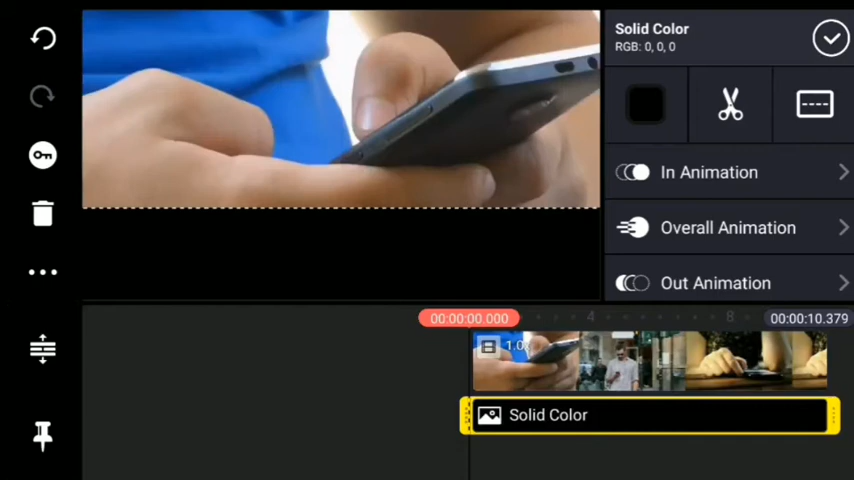 Solid Color
RGB: 0, 0, 0
In Animation
Overall Animation
Out Animation
00:00:00.000
4
8
00:00:10.379
1.0x
Solid Color